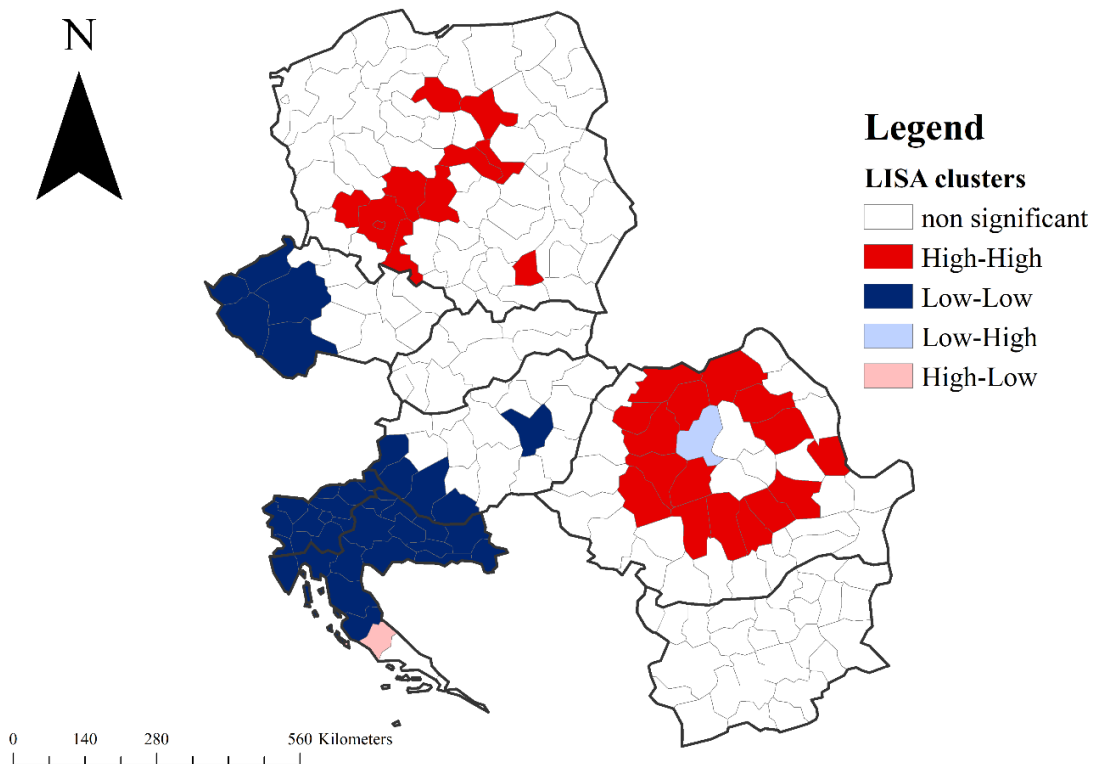 N
Legend
LISA clusters
non significant
High-High
Low-Low
Low-High
High-Low
0 140 280 560 Kilometers